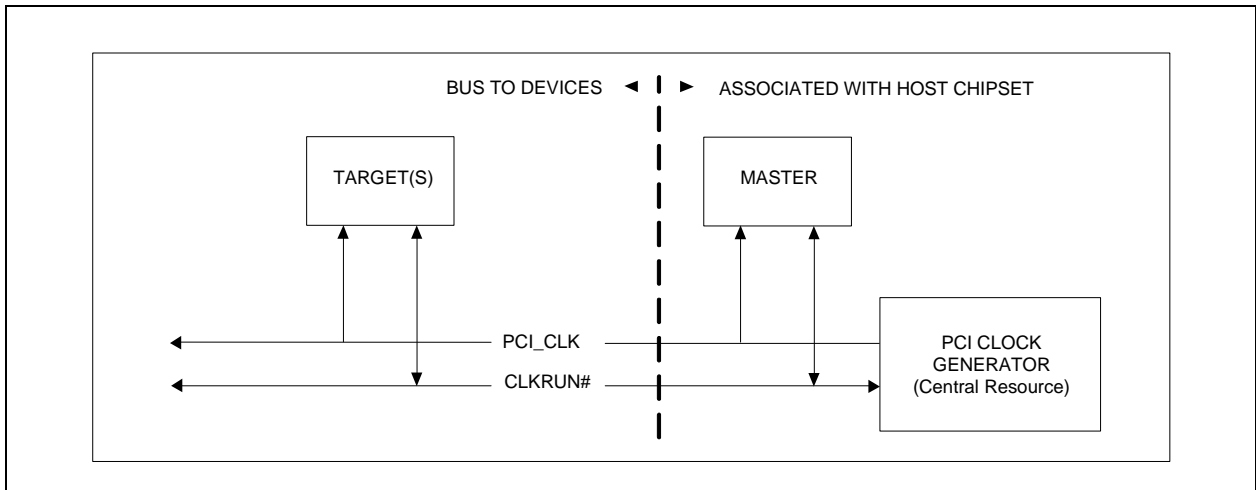 BUS TO DEVICES
ASSOCIATED WITH HOST CHIPSET
TARGET(S)
MASTER
PCI_CLK
CLKRUN#
PCI CLOCK
GENERATOR
(Central Resource)